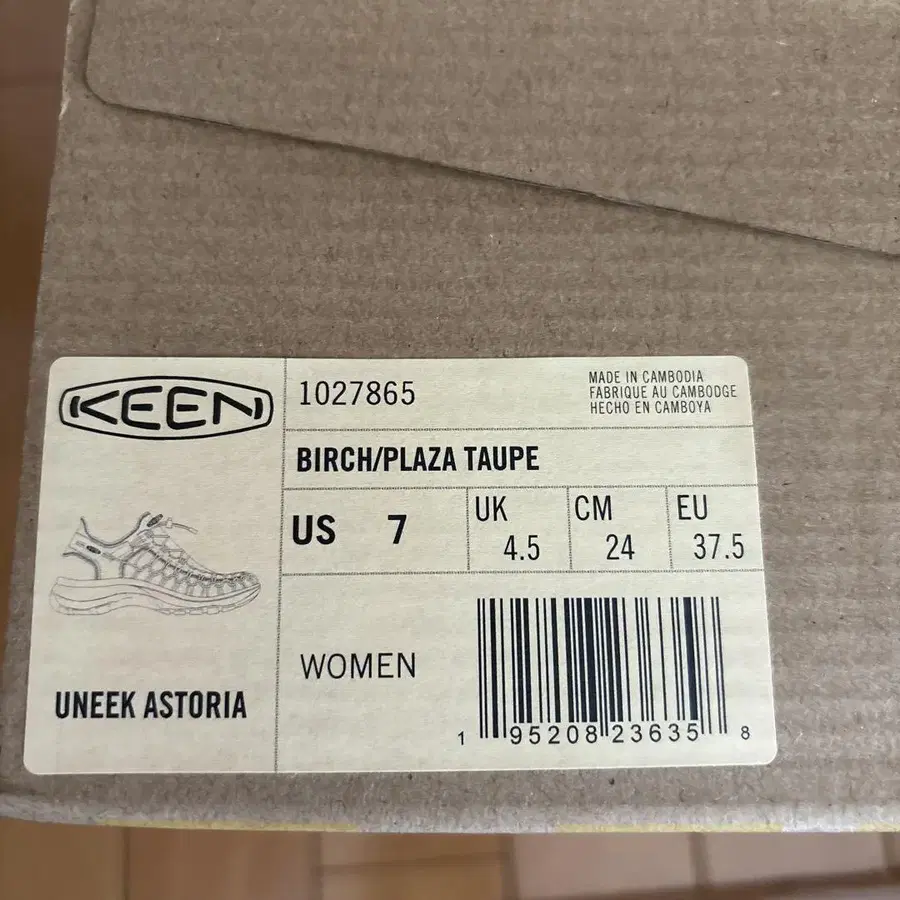 KEEN
1027865
MADE IN CAMBODIA
FABRIQUE AU CAMBODGE
HECHO EN CAMBOYA
BIRCH/PLAZA TAUPE
US 7
UK 4.5
CM 24
EU 37.5
UNEEK ASTORIA
WOMEN
1 95208 23635 8